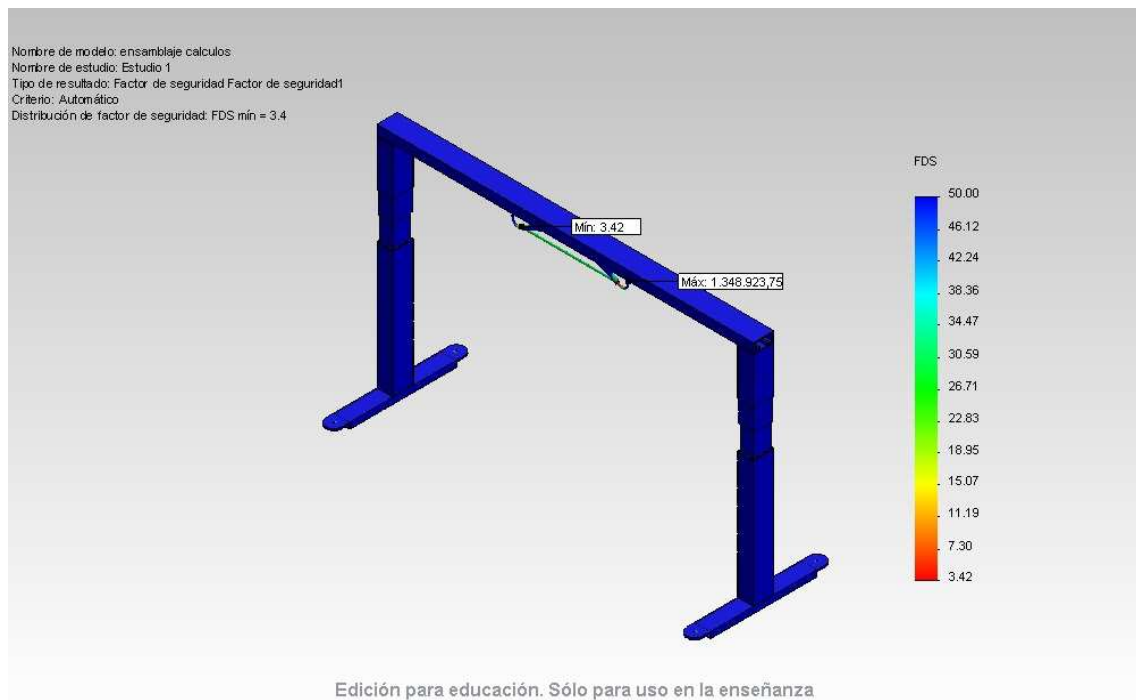 Nombre de modelo: ensamblaje calculos
Nombre de estudio: Estudio 1
Tipo de resultado: Factor de seguridad Factor de seguridad1
Criterio: Automático
Distribución de factor de seguridad: FDS mín = 3.4
Mín: 3.42
Máx: 1.348.923,75
FDS
50.00
46.12
42.24
38.36
34.47
30.59
26.71
22.83
18.95
15.07
11.19
7.30
3.42
Edición para educación. Sólo para uso en la enseñanza